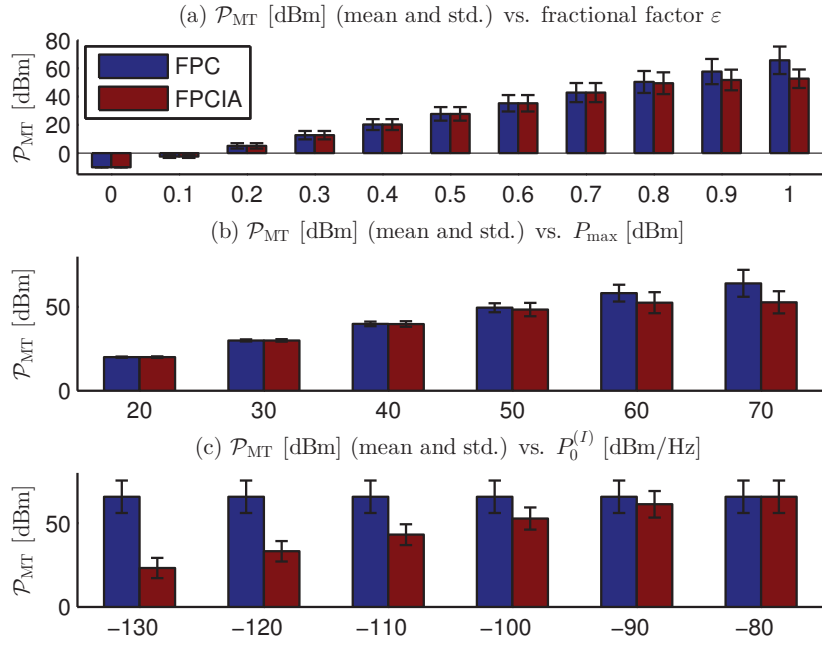 (a) 𝒫MT [dBm] (mean and std.) vs. fractional factor ε
80
60
40
20
0
𝒫MT [dBm]
FPC
FPCIA
0 0.1 0.2 0.3 0.4 0.5 0.6 0.7 0.8 0.9 1
(b) 𝒫MT [dBm] (mean and std.) vs. Pmax [dBm]
50
0
𝒫MT [dBm]
20 30 40 50 60 70
(c) 𝒫MT [dBm] (mean and std.) vs. P0(I) [dBm/Hz]
50
0
𝒫MT [dBm]
−130 −120 −110 −100 −90 −80